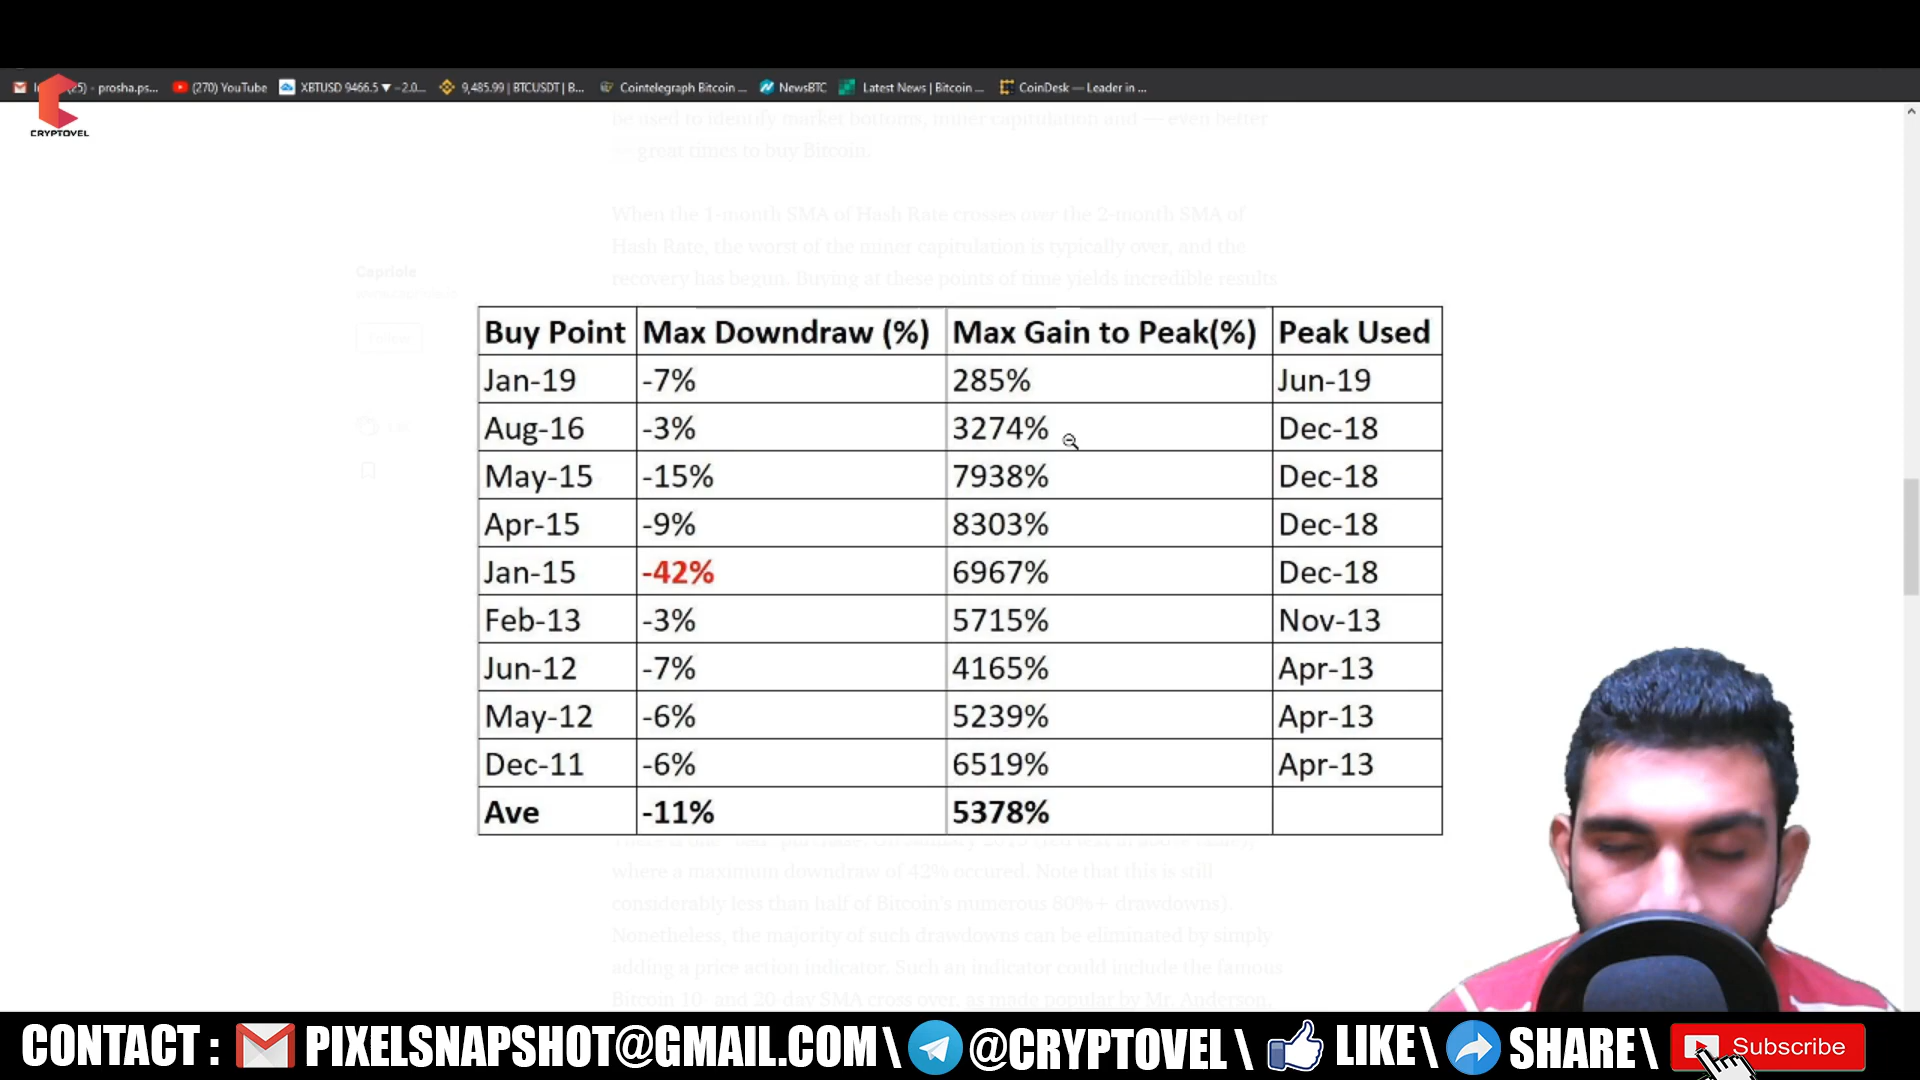 (25) - prosha.ps... (270) YouTube XBTUSD 9466.5 ▼ −2.0... 9,485.99 | BTCUSDT | B... Cointelegraph Bitcoin ... NewsBTC Latest News | Bitcoin ... CoinDesk — Leader in ...
CRYPTOVEL
be used to identify market bottoms, miner capitulation and — even better
— great times to buy Bitcoin.
When the 1-month SMA of Hash Rate crosses over the 2-month SMA of
Hash Rate, the worst of the miner capitulation is typically over, and the
recovery has begun. Buying at these points of time yields incredible results
Capriole
Follow
Buy Point Max Downdraw (%) Max Gain to Peak(%) Peak Used
Jan-19 -7% 285% Jun-19
Aug-16 -3% 3274% Dec-18
May-15 -15% 7938% Dec-18
Apr-15 -9% 8303% Dec-18
Jan-15 -42% 6967% Dec-18
Feb-13 -3% 5715% Nov-13
Jun-12 -7% 4165% Apr-13
May-12 -6% 5239% Apr-13
Dec-11 -6% 6519% Apr-13
Ave -11% 5378%
where a maximum downdraw of 42% occured. Note that this is still
considerably less than half of Bitcoin's numerous 80%+ drawdowns).
Nonetheless, the majority of such drawdowns can be eliminated by simply
adding a price action indicator. Such an indicator could include the famous
Bitcoin 10- and 20-day SMA cross over, as made popular by Mr. Anderson.
CONTACT : PIXELSNAPSHOT@GMAIL.COM \ @CRYPTOVEL \ LIKE \ SHARE \ Subscribe